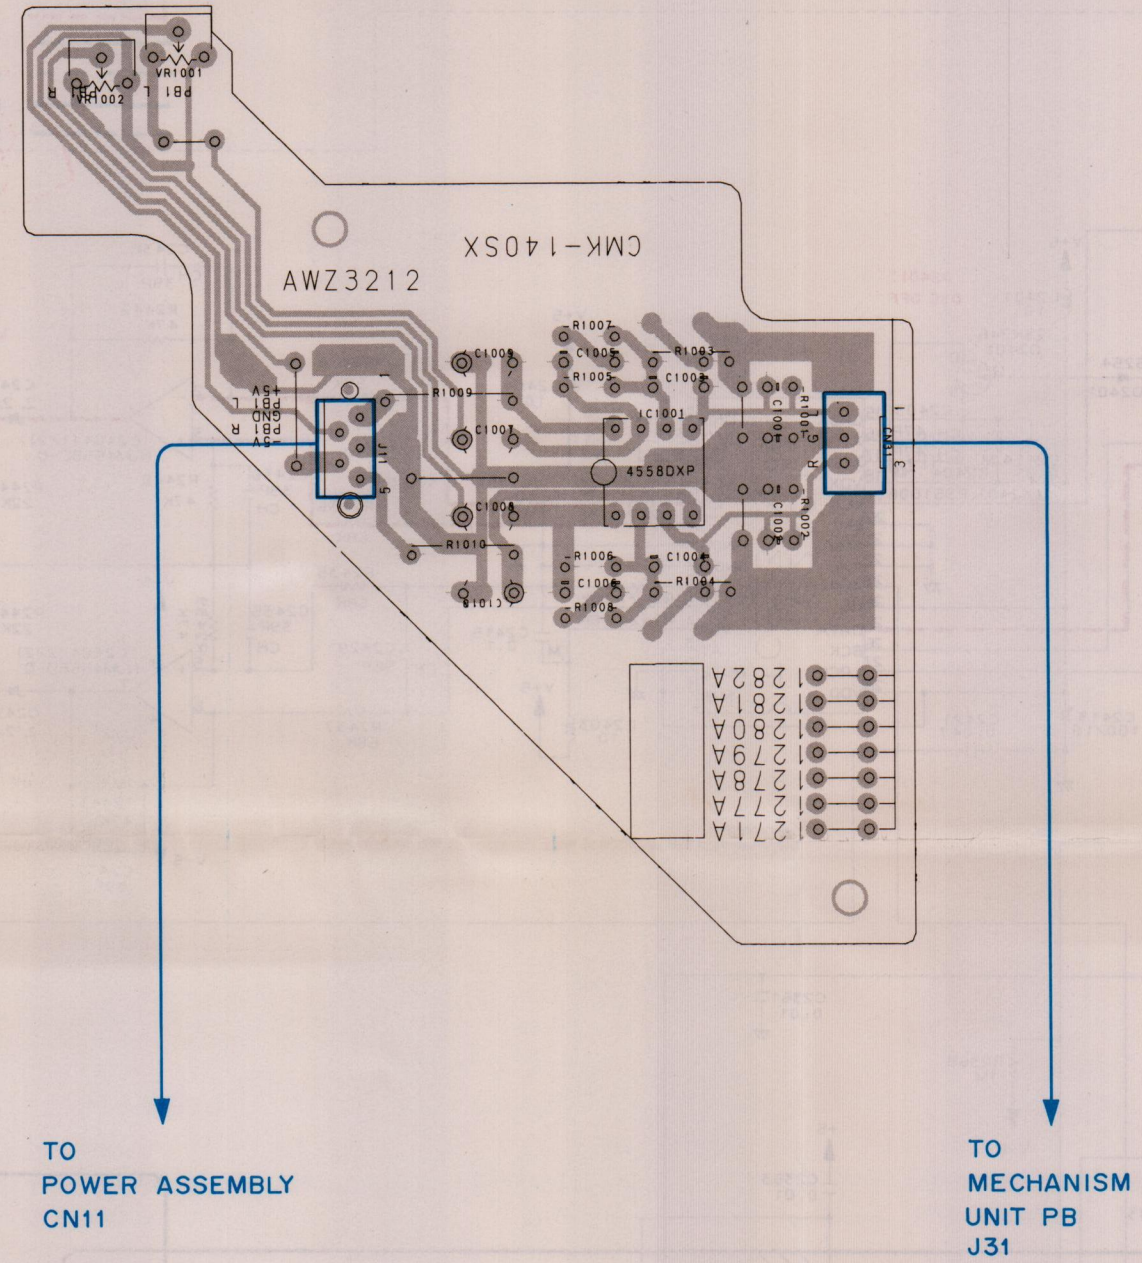 VR1001
PB1 L
VR1002
PB1 R
CMK-140SX
AWZ3212
R1007
C1009
C1005
R1003
R1005
R1009
+5V
PB1 L
GND
PB1 R
-5V
1
J11
5
IC1001
C1001
R1001
L
G
R
1
CN31
3
C1007
4558DXP
C1008
R1002
R1010
R1006
C1004
C1006
R1004
C1010
R1008
1282A
1281A
1280A
1279A
1278A
1277A
1271A
TO
POWER ASSEMBLY
CN11
TO
MECHANISM
UNIT PB
J31